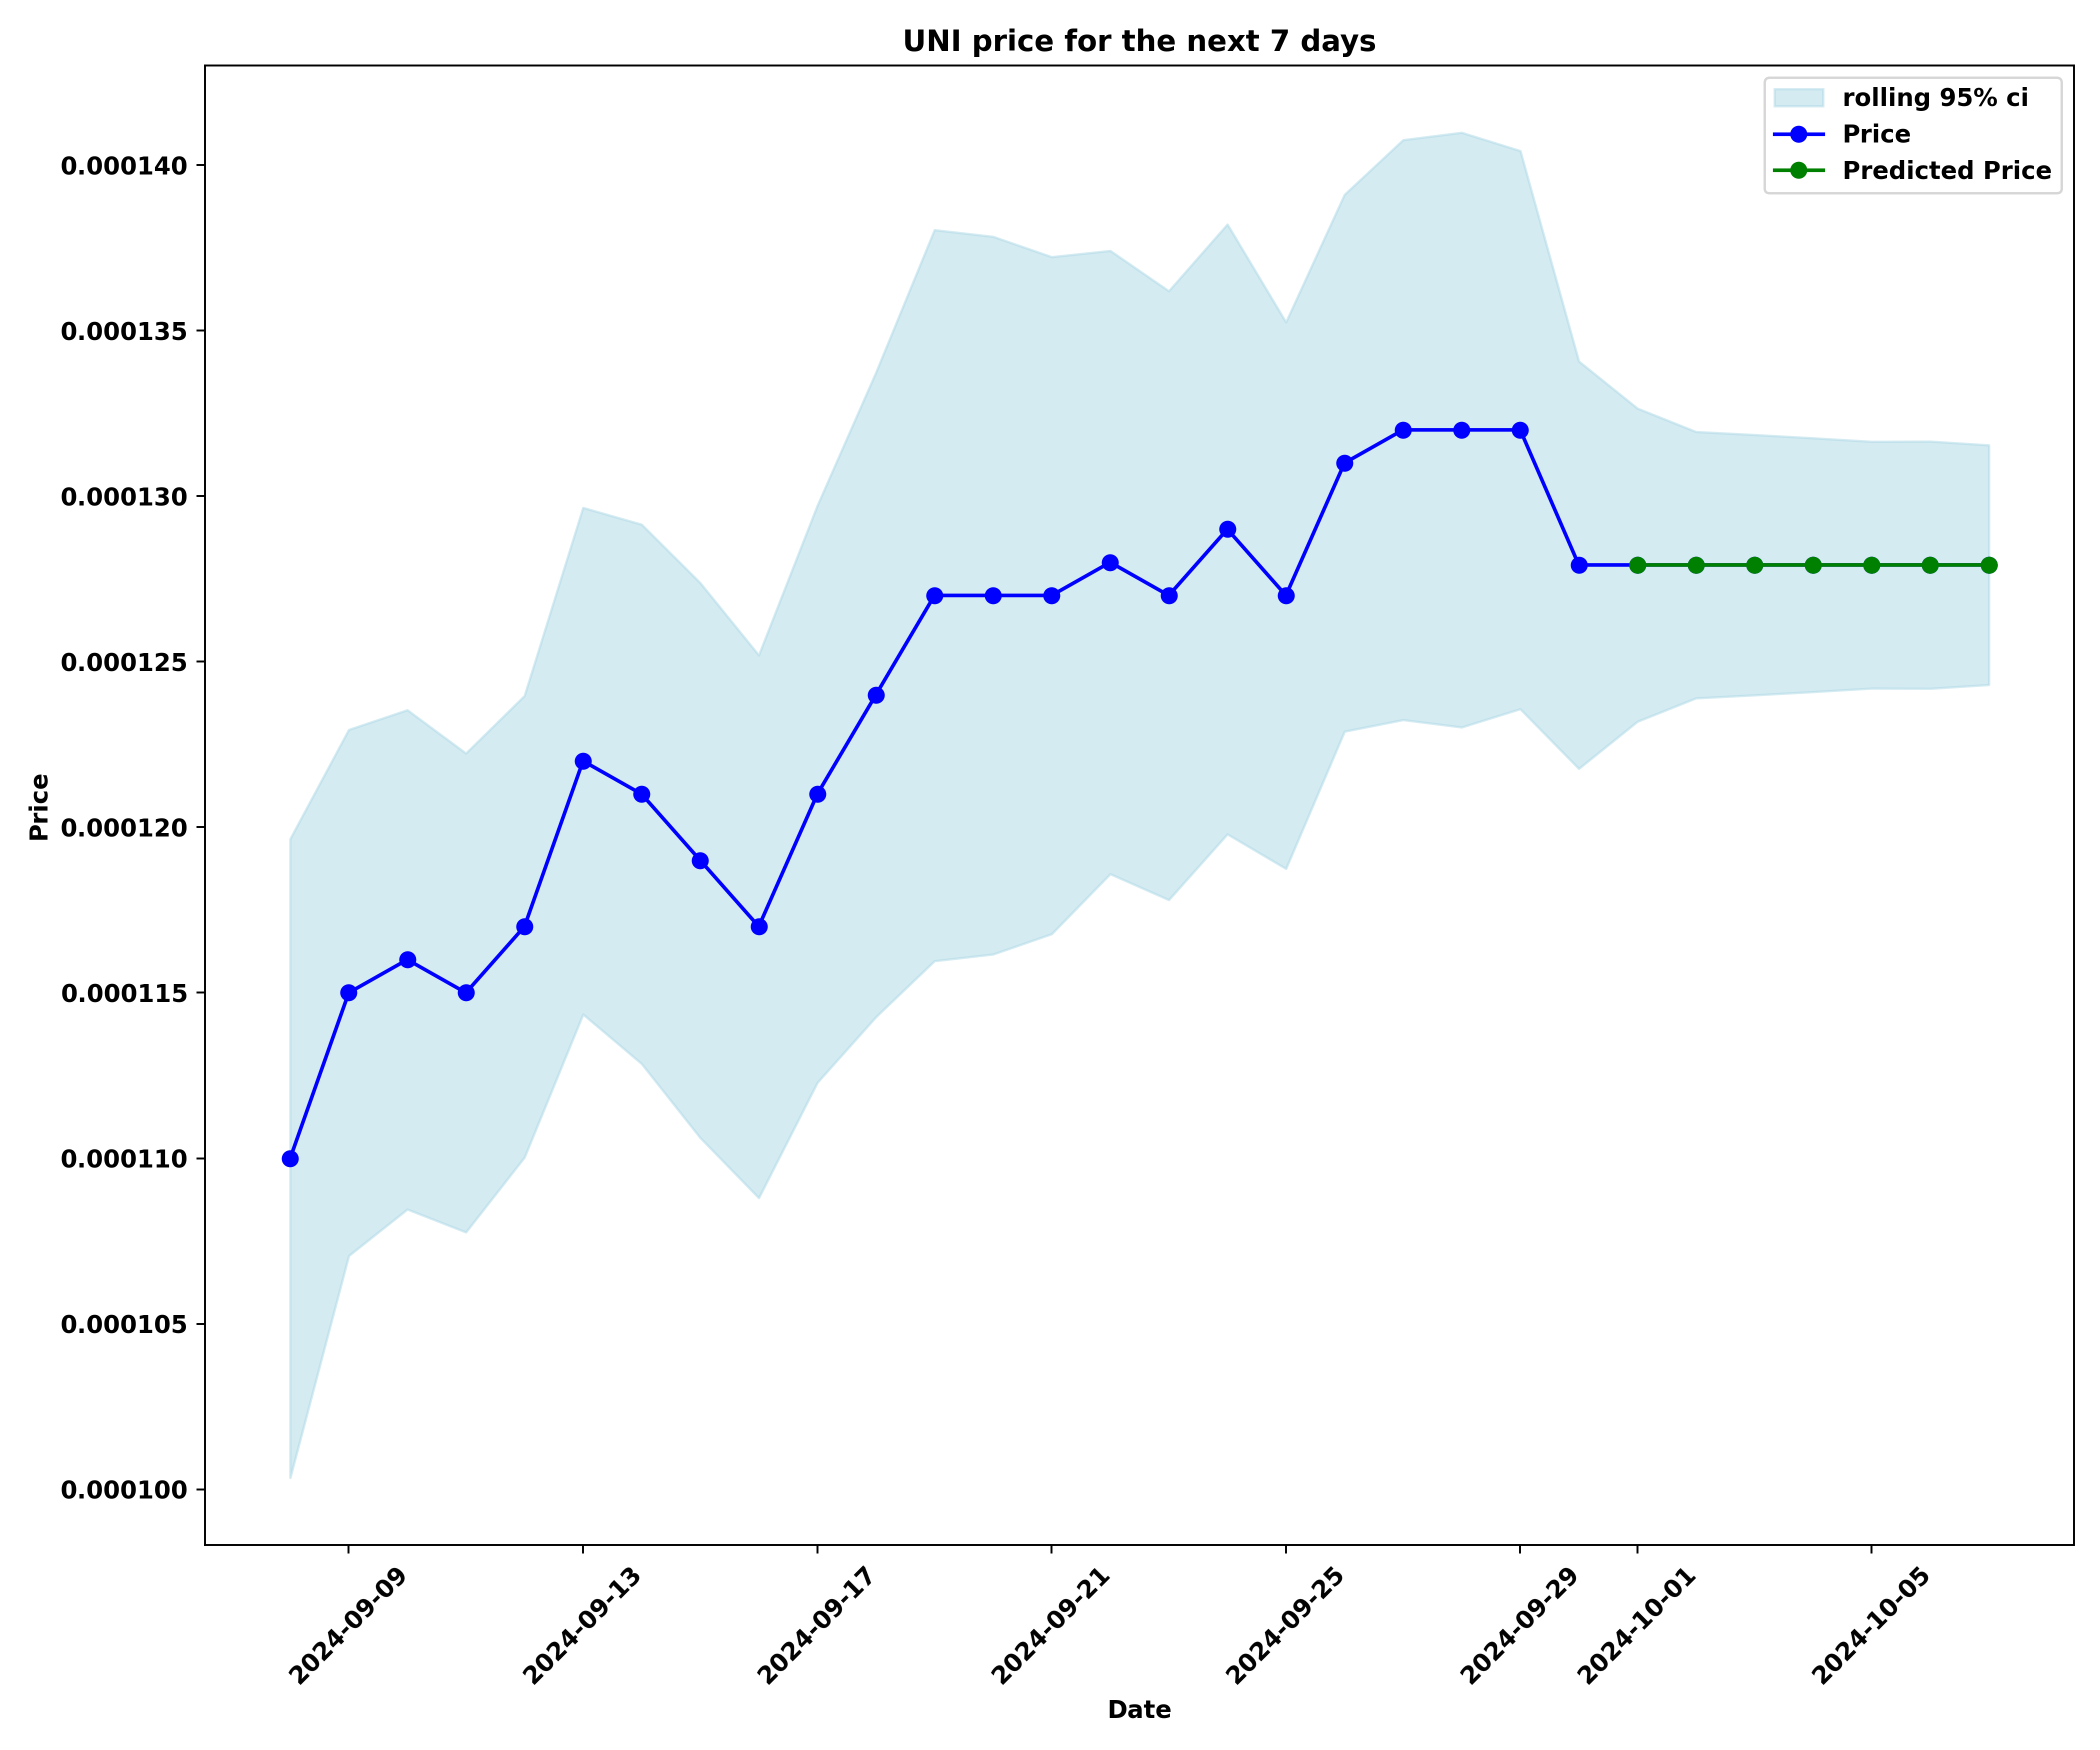 UNI price for the next 7 days
rolling 95% ci
Price
Predicted Price
0.000140
0.000135
0.000130
0.000125
0.000120
0.000115
0.000110
0.000105
0.000100
Price
2024-09-09
2024-09-13
2024-09-17
2024-09-21
2024-09-25
2024-09-29
2024-10-01
2024-10-05
Date